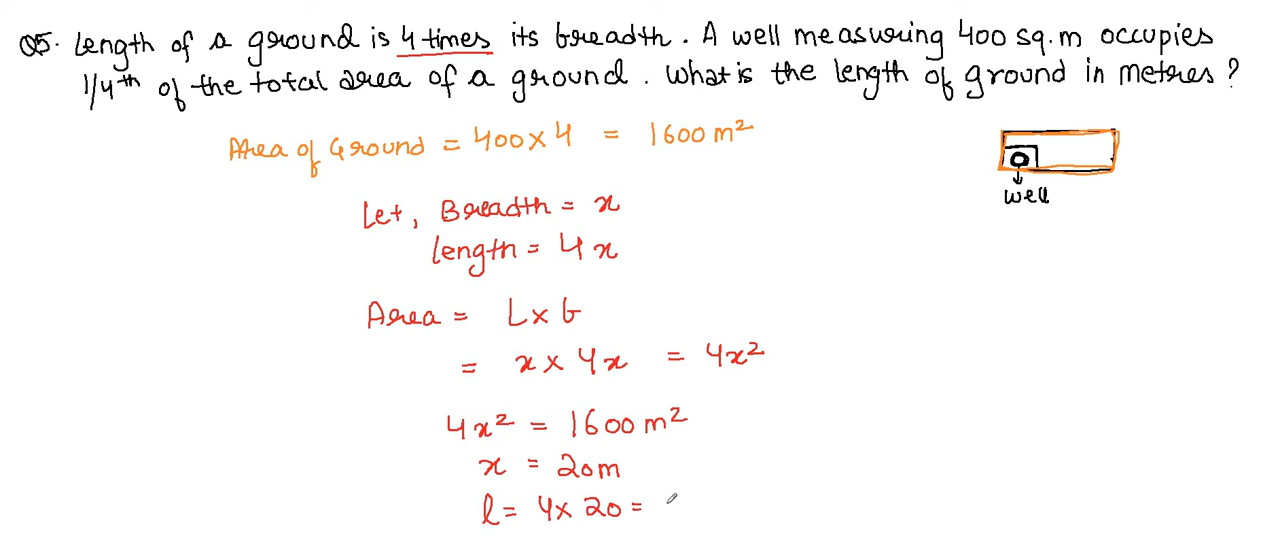 Q5. Length of a ground is 4 times its breadth. A well measuring 400 sq.m occupies
1/4th of the total area of a ground. What is the length of ground in metres?
Area of Ground = 400 x 4 = 1600 m²
well
Let, Breadth = x
length = 4x
Area = L x b
= x x 4x = 4x²
4x² = 1600 m²
x = 20m
l = 4 x 20 =